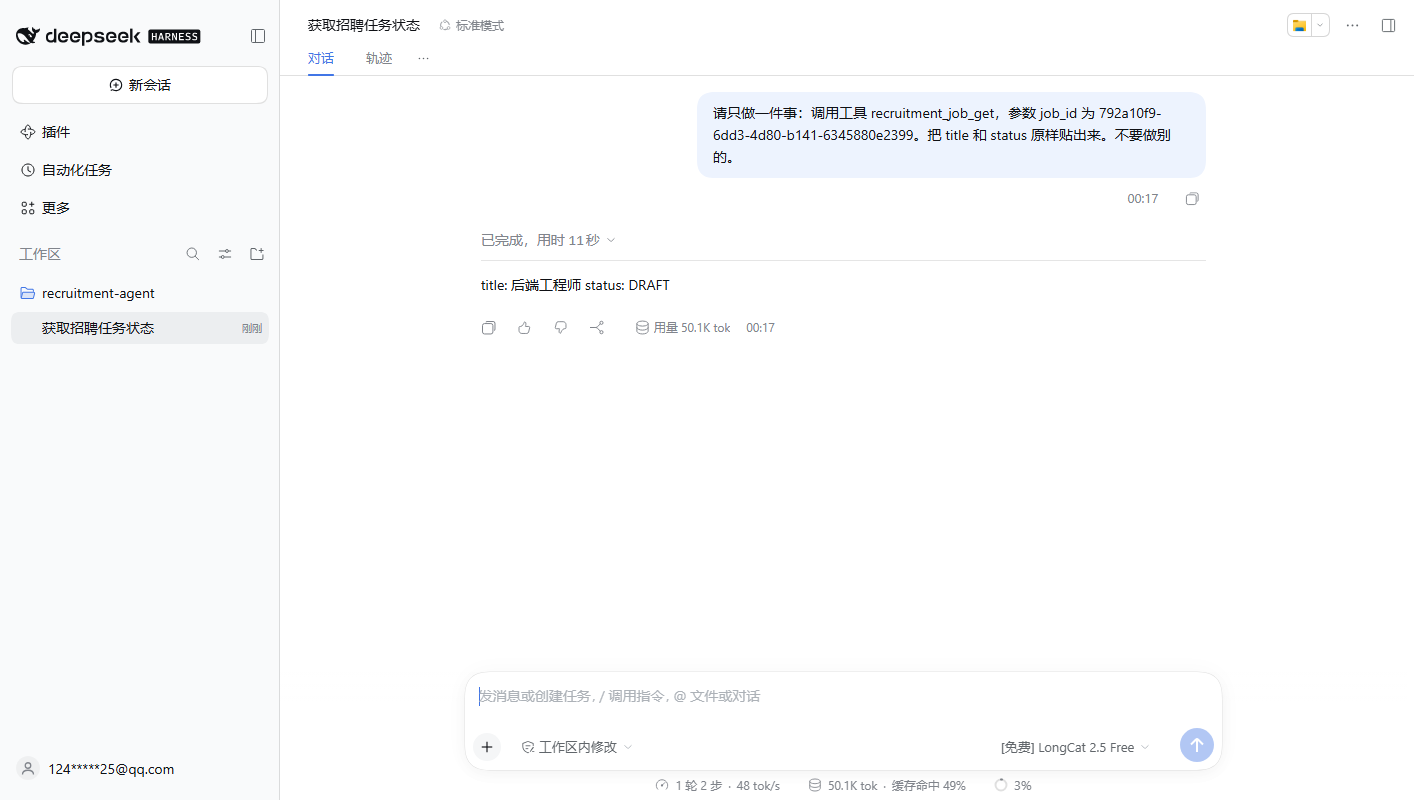 deepseek HARNESS
新会话
插件
自动化任务
更多
工作区
recruitment-agent
获取招聘任务状态 刚刚
124*****25@qq.com
获取招聘任务状态 标准模式
对话 轨迹 ...
请只做一件事：调用工具 recruitment_job_get，参数 job_id 为 792a10f9-
6dd3-4d80-b141-6345880e2399。把 title 和 status 原样贴出来。不要做别
的。
00:17
已完成，用时 11秒
title: 后端工程师 status: DRAFT
用量 50.1K tok 00:17
发消息或创建任务，/ 调用指令，@ 文件或对话
工作区内修改 [免费] LongCat 2.5 Free
1 轮 2 步 · 48 tok/s 50.1K tok · 缓存命中 49% 3%